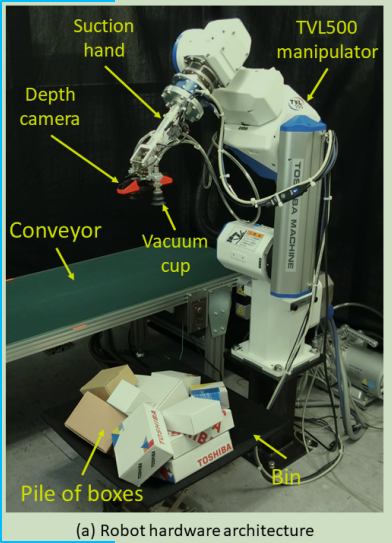 Suction
hand
TVL500
manipulator
Depth
camera
TVL
TOSHIBA MACHINE
Conveyor
Vacuum
cup
TOSHIBA
TOSHIBA
Pile of boxes
Bin
(a) Robot hardware architecture